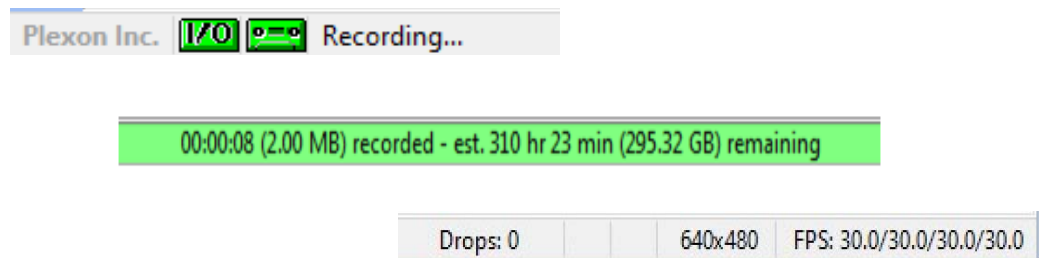 Plexon Inc. I/O Recording...
00:00:08 (2.00 MB) recorded - est. 310 hr 23 min (295.32 GB) remaining
Drops: 0 640x480 FPS: 30.0/30.0/30.0/30.0